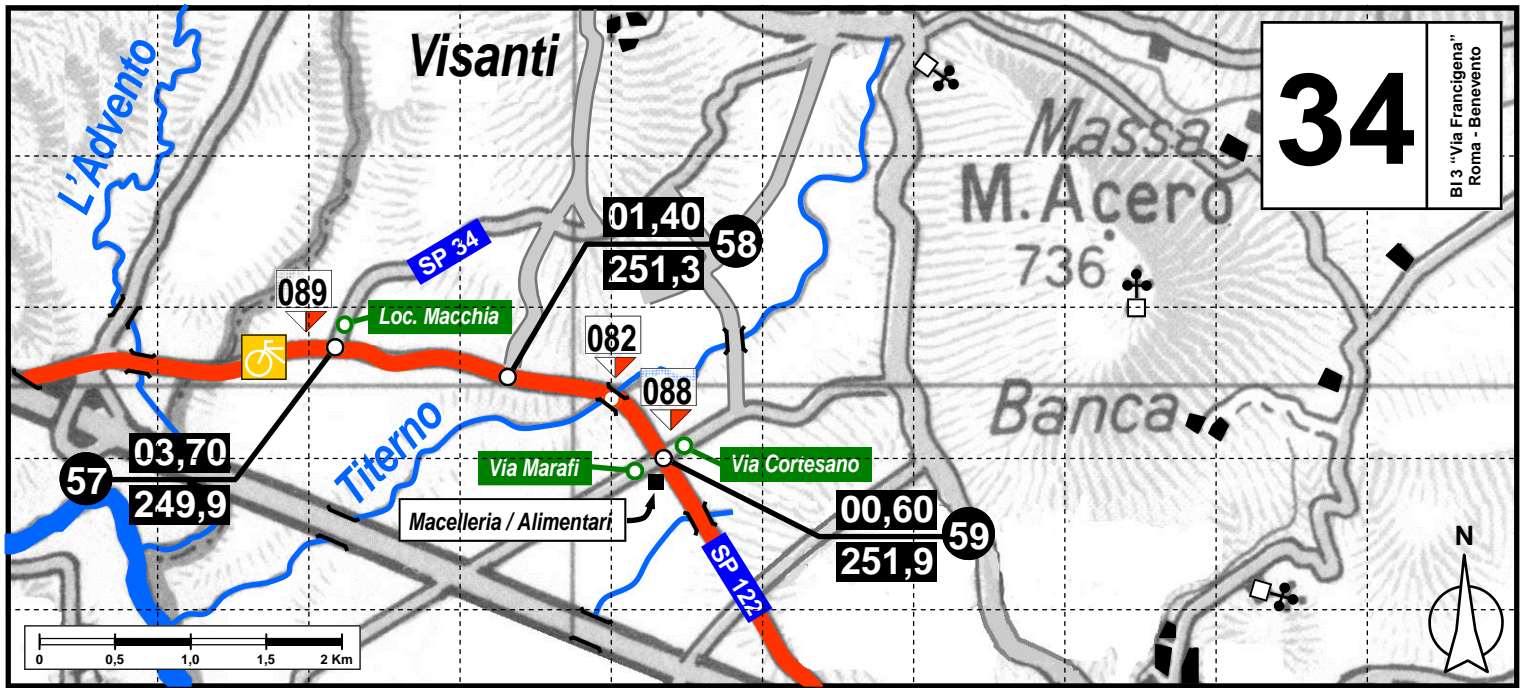 Visanti
L'Advento
34
BI 3 “Via Francigena”
Roma - Benevento
Massa
M. Acero
736
01,40
58
251,3
SP 34
089
Loc. Macchia
082
088
Banca
Titerno
03,70
57
249,9
Via Marafi
Via Cortesano
Macelleria / Alimentari
00,60
59
251,9
SP 122
N
0 0,5 1,0 1,5 2 Km